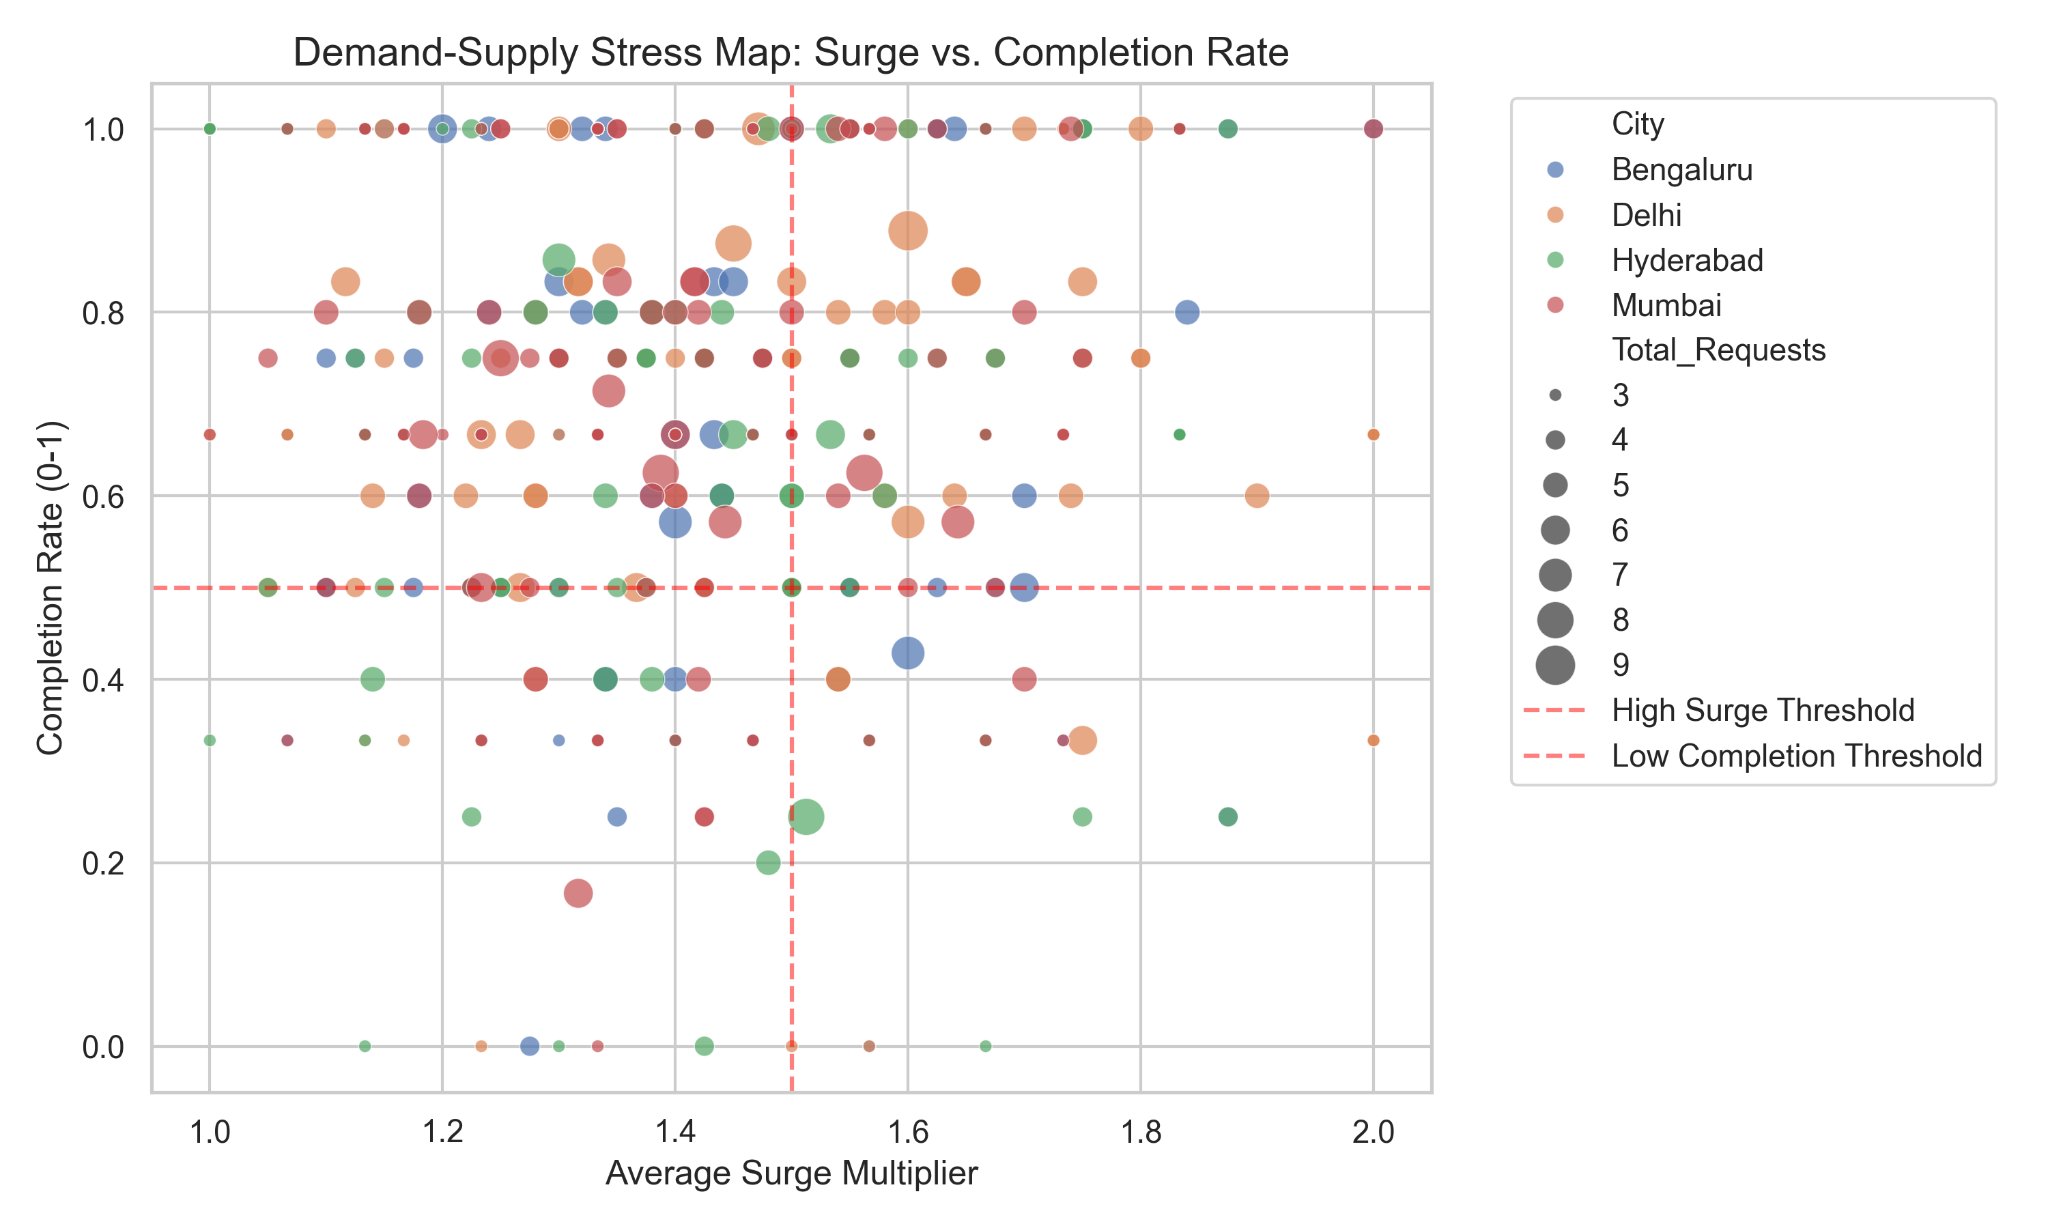 Demand-Supply Stress Map: Surge vs. Completion Rate
1.0
0.8
0.6
0.4
0.2
0.0
Completion Rate (0-1)
1.0 1.2 1.4 1.6 1.8 2.0
Average Surge Multiplier
City
Bengaluru
Delhi
Hyderabad
Mumbai
Total_Requests
3
4
5
6
7
8
9
High Surge Threshold
Low Completion Threshold